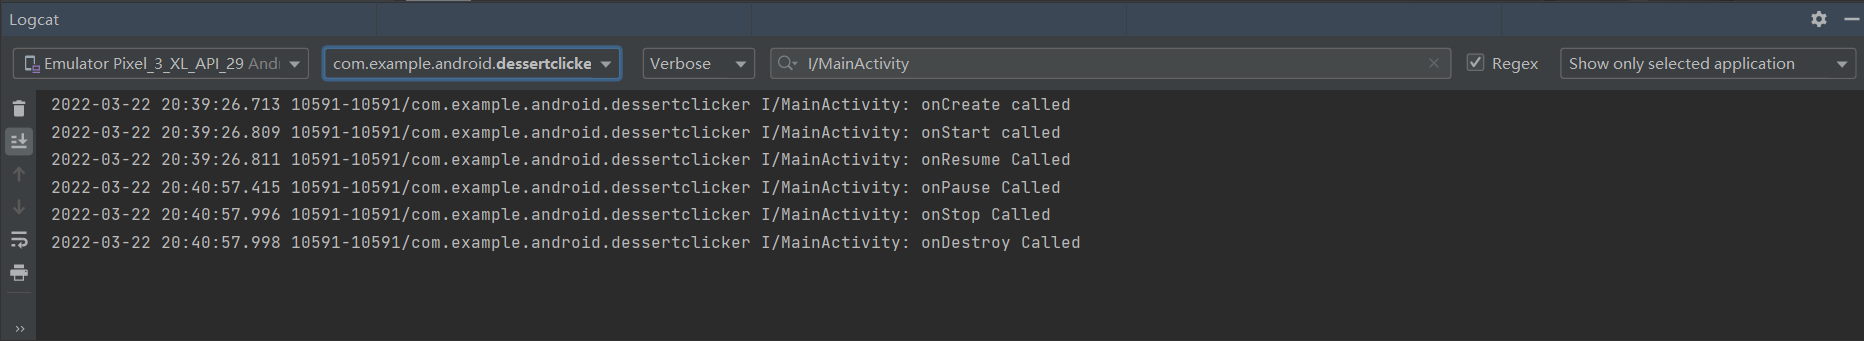 Logcat
Emulator Pixel_3_XL_API_29 And
com.example.android.dessertclicke
Verbose
I/MainActivity
Regex
Show only selected application
2022-03-22 20:39:26.713 10591-10591/com.example.android.dessertclicker I/MainActivity: onCreate called
2022-03-22 20:39:26.809 10591-10591/com.example.android.dessertclicker I/MainActivity: onStart called
2022-03-22 20:39:26.811 10591-10591/com.example.android.dessertclicker I/MainActivity: onResume Called
2022-03-22 20:40:57.415 10591-10591/com.example.android.dessertclicker I/MainActivity: onPause Called
2022-03-22 20:40:57.996 10591-10591/com.example.android.dessertclicker I/MainActivity: onStop Called
2022-03-22 20:40:57.998 10591-10591/com.example.android.dessertclicker I/MainActivity: onDestroy Called